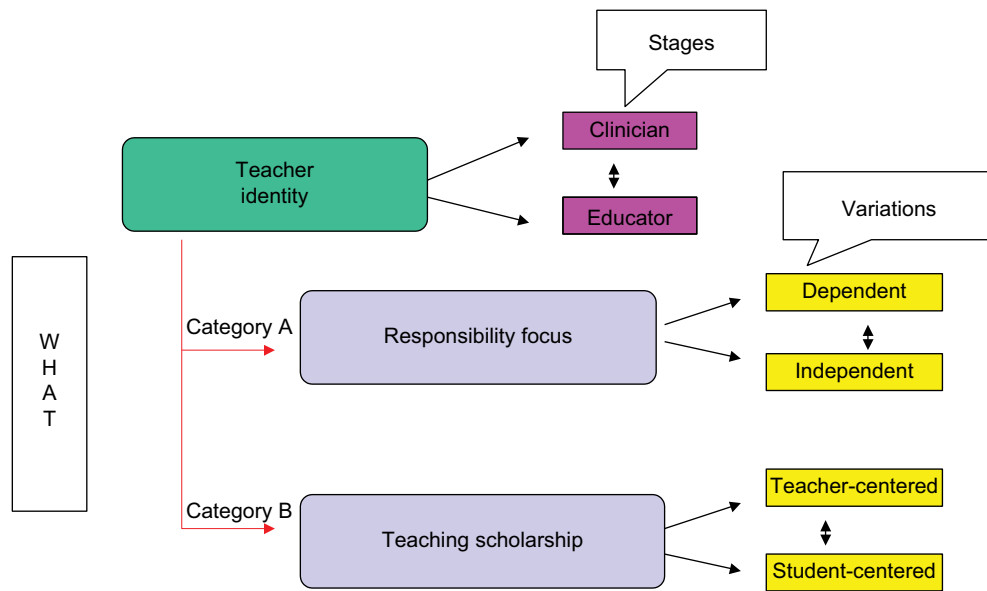 Stages
Clinician
Teacher
identity
Educator
Variations
Dependent
Category A
Responsibility focus
W
H
A
T
Independent
Teacher-centered
Category B
Teaching scholarship
Student-centered